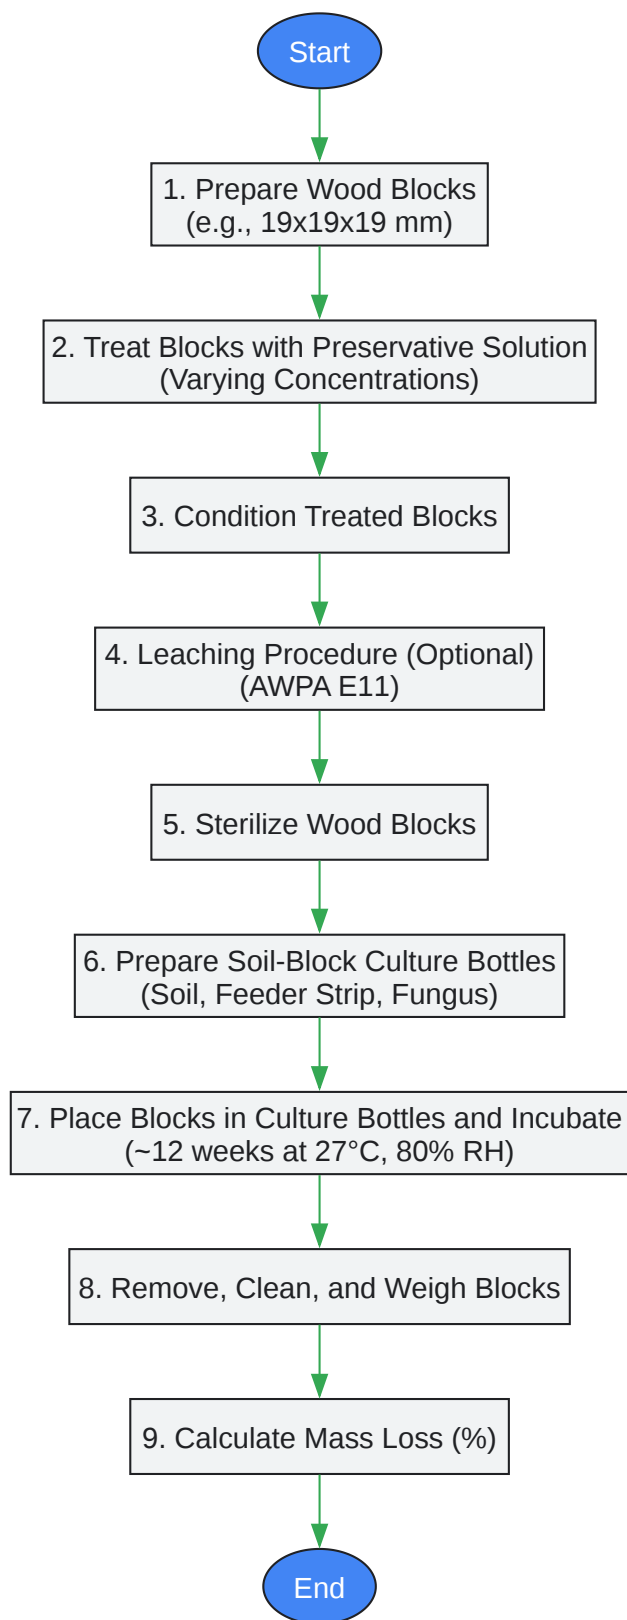 Start
1. Prepare Wood Blocks
(e.g., 19x19x19 mm)
2. Treat Blocks with Preservative Solution
(Varying Concentrations)
3. Condition Treated Blocks
4. Leaching Procedure (Optional)
(AWPA E11)
5. Sterilize Wood Blocks
6. Prepare Soil-Block Culture Bottles
(Soil, Feeder Strip, Fungus)
7. Place Blocks in Culture Bottles and Incubate
(~12 weeks at 27°C, 80% RH)
8. Remove, Clean, and Weigh Blocks
9. Calculate Mass Loss (%)
End